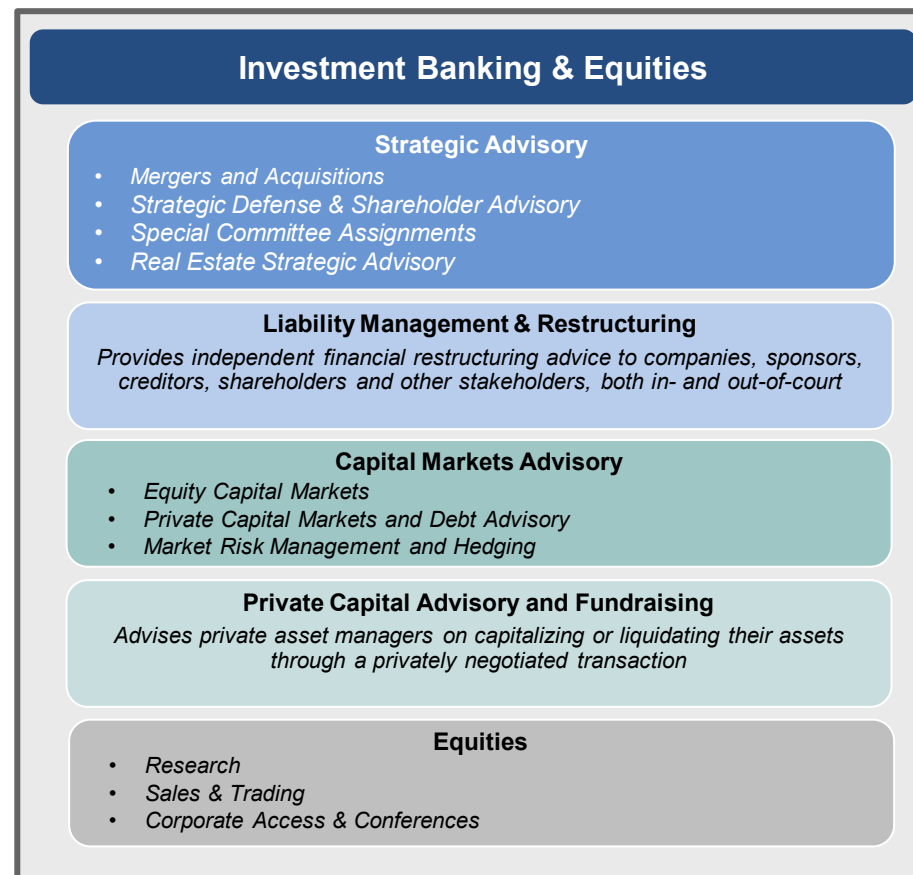 Investment Banking & Equities
Strategic Advisory
• Mergers and Acquisitions
• Strategic Defense & Shareholder Advisory
• Special Committee Assignments
• Real Estate Strategic Advisory
Liability Management & Restructuring
Provides independent financial restructuring advice to companies, sponsors,
creditors, shareholders and other stakeholders, both in- and out-of-court
Capital Markets Advisory
• Equity Capital Markets
• Private Capital Markets and Debt Advisory
• Market Risk Management and Hedging
Private Capital Advisory and Fundraising
Advises private asset managers on capitalizing or liquidating their assets
through a privately negotiated transaction
Equities
• Research
• Sales & Trading
• Corporate Access & Conferences